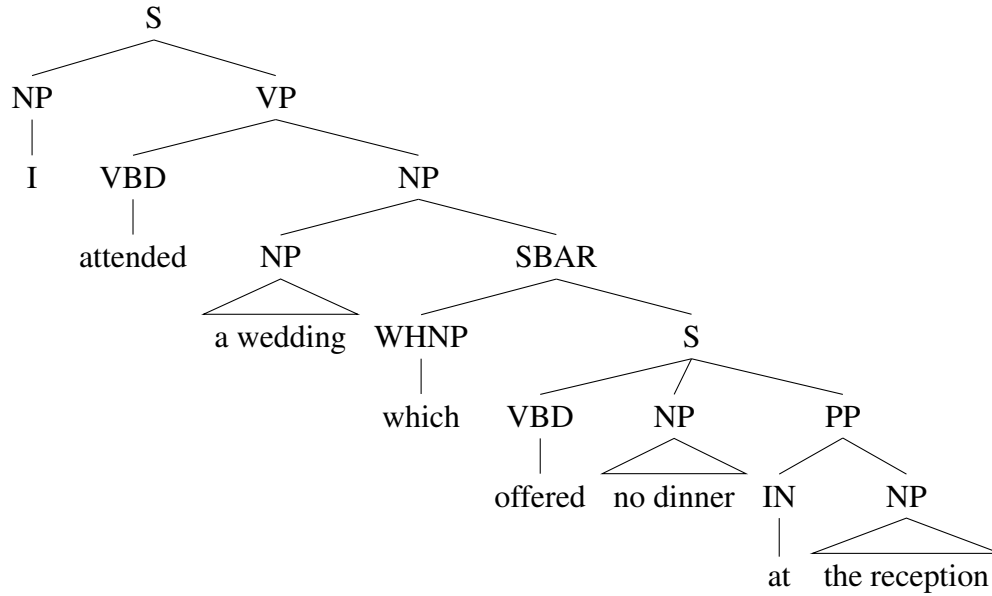 S
NP VP
I VBD NP
attended NP SBAR
a wedding WHNP S
which VBD NP PP
offered no dinner IN NP
at the reception